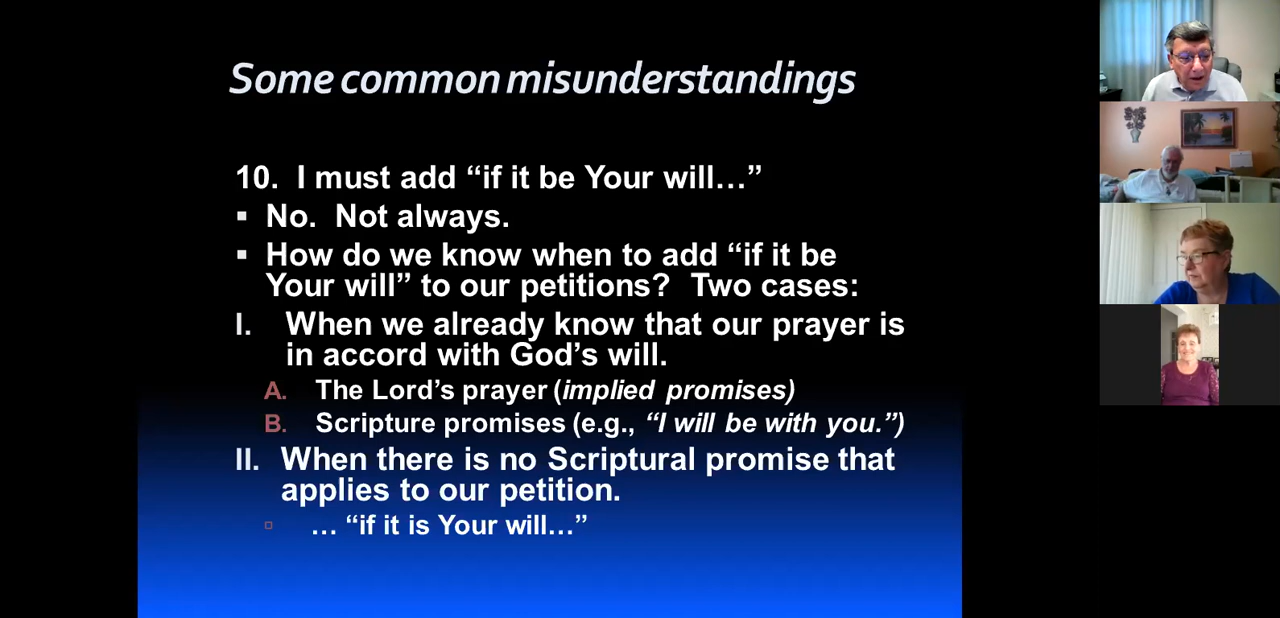 Some common misunderstandings
10. I must add “if it be Your will…”
▪ No. Not always.
▪ How do we know when to add “if it be
Your will” to our petitions? Two cases:
I. When we already know that our prayer is
in accord with God’s will.
A. The Lord’s prayer (implied promises)
B. Scripture promises (e.g., “I will be with you.”)
II. When there is no Scriptural promise that
applies to our petition.
▫ … “if it is Your will…”